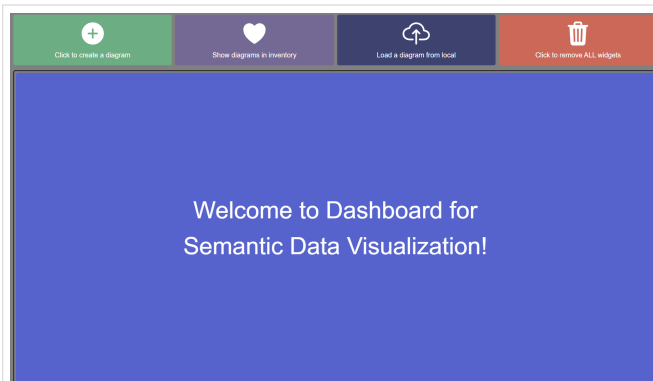 Click to create a diagram
Show diagrams in inventory
Load a diagram from local
Click to remove ALL widgets
Welcome to Dashboard for
Semantic Data Visualization!